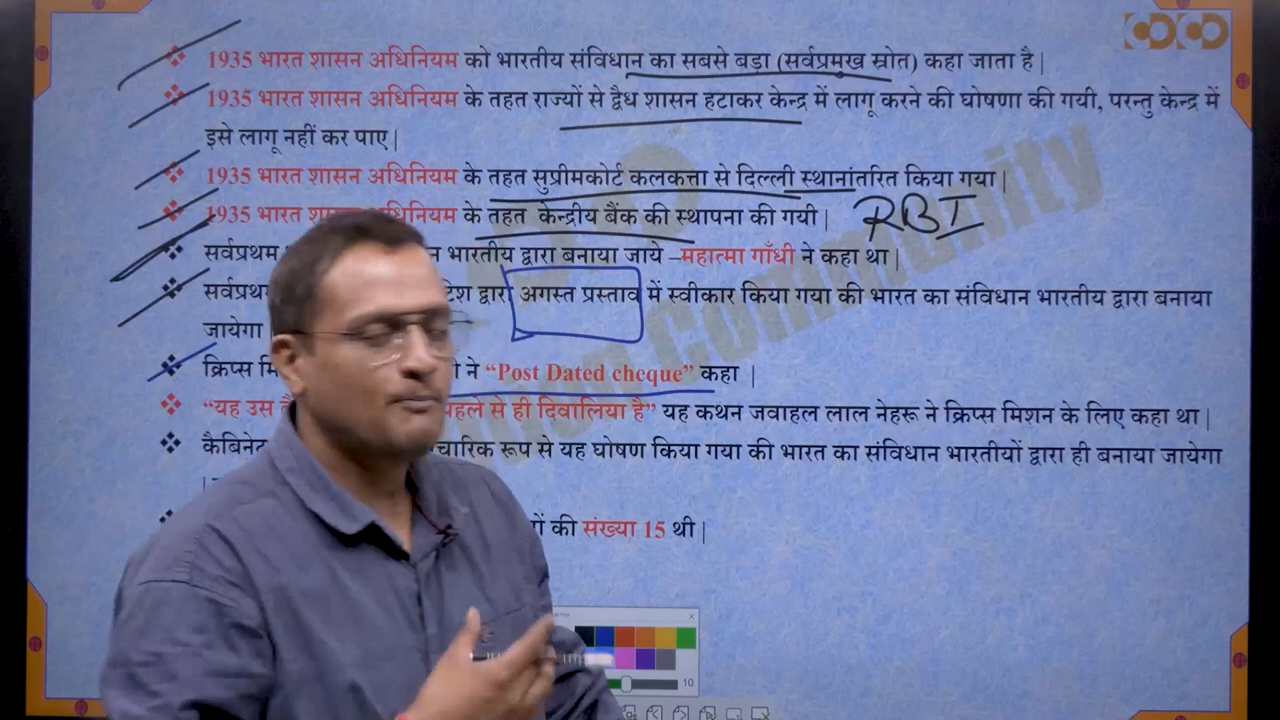 1935 भारत शासन अधिनियम को भारतीय संविधान का सबसे बड़ा (सर्वप्रमुख स्रोत) कहा जाता है |
1935 भारत शासन अधिनियम के तहत राज्यों से द्वैध शासन हटाकर केन्द्र में लागू करने की घोषणा की गयी, परन्तु केन्द्र में
इसे लागू नहीं कर पाए |
1935 भारत शासन अधिनियम के तहत सुप्रीमकोर्ट कलकत्ता से दिल्ली स्थानांतरित किया गया |
1935 भारत शासन अधिनियम के तहत केन्द्रीय बैंक की स्थापना की गयी | RBI
सर्वप्रथम भारतीय द्वारा बनाया जाये –महात्मा गाँधी ने कहा था |
सर्वप्रथ द्वारा अगस्त प्रस्ताव में स्वीकार किया गया की भारत का संविधान भारतीय द्वारा बनाया
जायेगा
क्रिप्स मि ने “Post Dated cheque” कहा |
“यह उस पहले से ही दिवालिया है” यह कथन जवाहल लाल नेहरू ने क्रिप्स मिशन के लिए कहा था |
कैबिनेट चारिक रूप से यह घोषण किया गया की भारत का संविधान भारतीयों द्वारा ही बनाया जायेगा
|
की संख्या 15 थी |
Community
10